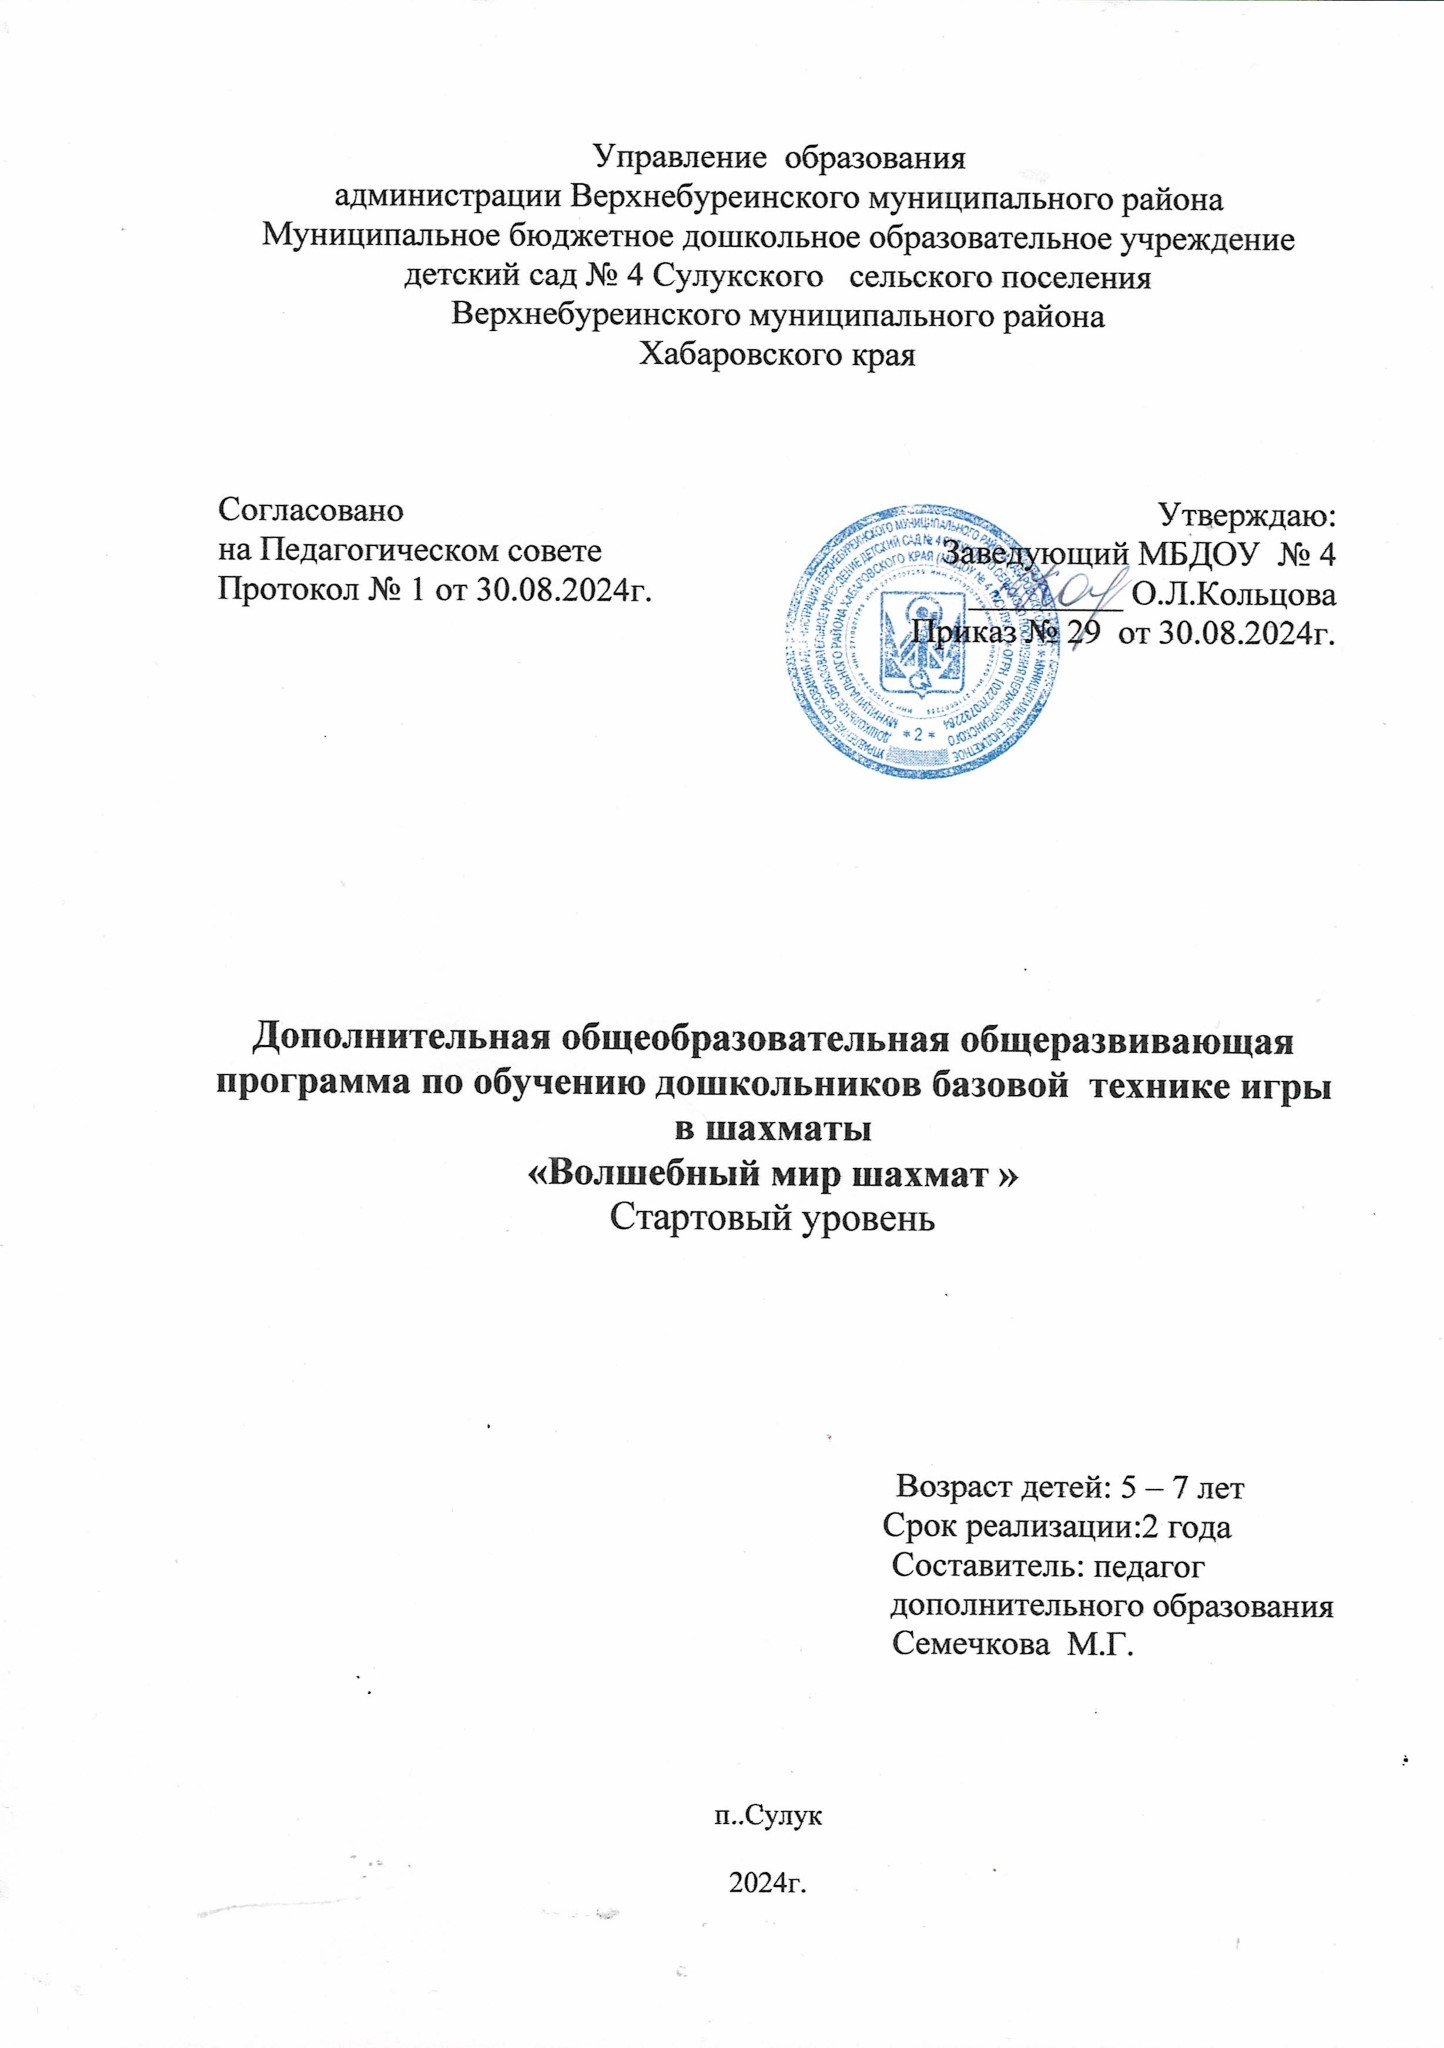 Управление образования
администрации Верхнебуреинского муниципального района
Муниципальное бюджетное дошкольное образовательное учреждение
детский сад № 4 Сулукского сельского поселения
Верхнебуреинского муниципального района
Хабаровского края
Согласовано
на Педагогическом совете
Протокол № 1 от 30.08.2024г.
Утверждаю:
Заведующий МБДОУ № 4
____________ О.Л.Кольцова
Приказ № 29 от 30.08.2024г.
* 2 *
Дополнительная общеобразовательная общеразвивающая
программа по обучению дошкольников базовой технике игры
в шахматы
«Волшебный мир шахмат »
Стартовый уровень
Возраст детей: 5 – 7 лет
Срок реализации:2 года
Составитель: педагог
дополнительного образования
Семечкова М.Г.
п..Сулук
2024г.